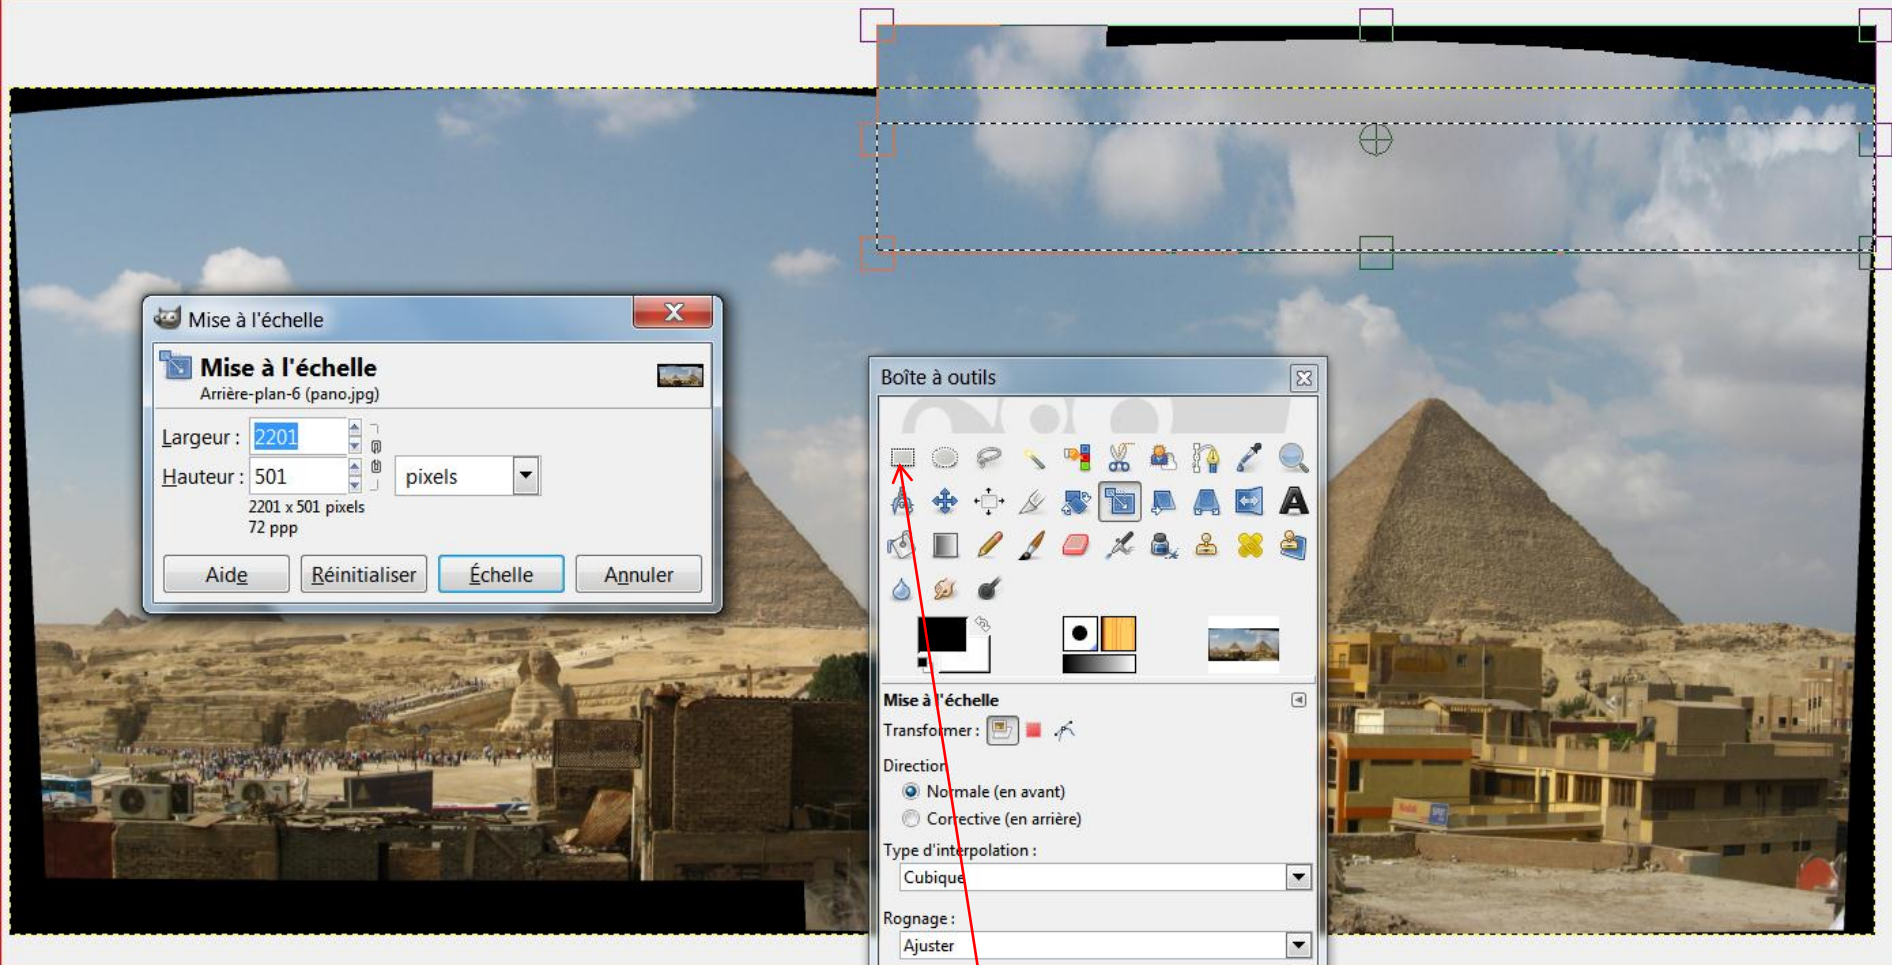 Mise à l'échelle
Mise à l'échelle
Arrière-plan-6 (pano.jpg)
Largeur : 2201
Hauteur : 501 pixels
2201 x 501 pixels
72 ppp
Aide Réinitialiser Échelle Annuler
Boîte à outils
Mise à l'échelle
Transformer :
Direction
Normale (en avant)
Corrective (en arrière)
Type d'interpolation :
Cubique
Rognage :
Ajuster